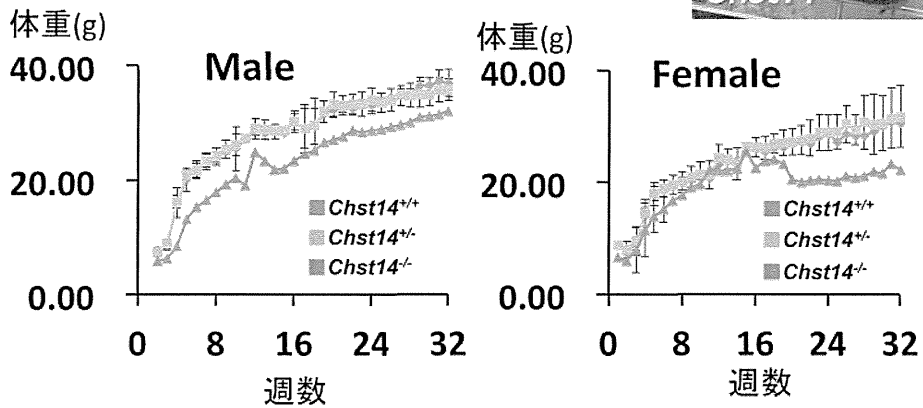 体重(g)
Male
40.00
20.00
0.00
Chst14+/+
Chst14+/-
Chst14-/-
0 8 16 24 32
週数
体重(g)
Female
40.00
20.00
0.00
Chst14+/+
Chst14+/-
Chst14-/-
0 8 16 24 32
週数